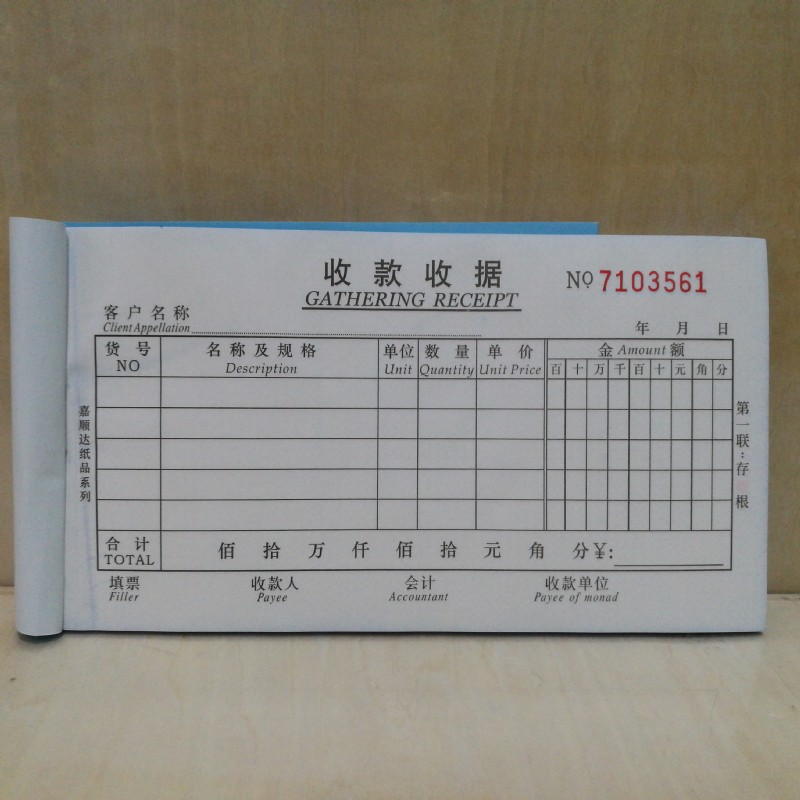 收款收据
GATHERING RECEIPT
NO 7103561
客户名称
Client Appellation
年 月 日
货号 名称及规格 单位 数量 单价 金 Amount 额
NO Description Unit Quantity Unit Price 百 十 万 千 百 十 元 角 分
嘉顺达纸品系列
第一联:存根
合计 佰 拾 万 仟 佰 拾 元 角 分 ¥:
TOTAL
填票 收款人 会计 收款单位
Filler Payee Accountant Payee of monad